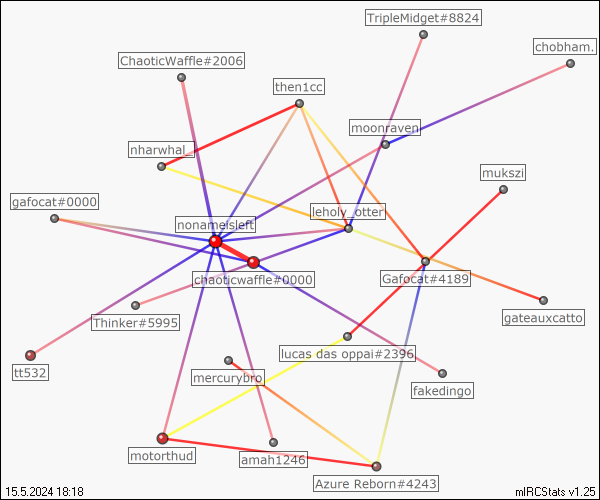 TripleMidget#8824
chobham.
ChaoticWaffle#2006
then1cc
moonraven
nharwhal_
mukszi
gafocat#0000
leholy_otter
nonameisleft
chaoticwaffle#0000
Gafocat#4189
Thinker#5995
gateauxcatto
lucas das oppai#2396
tt532
mercurybro
fakedingo
motorthud
amah1246
Azure Reborn#4243
15.5.2024 18:18
mIRCStats v1.25